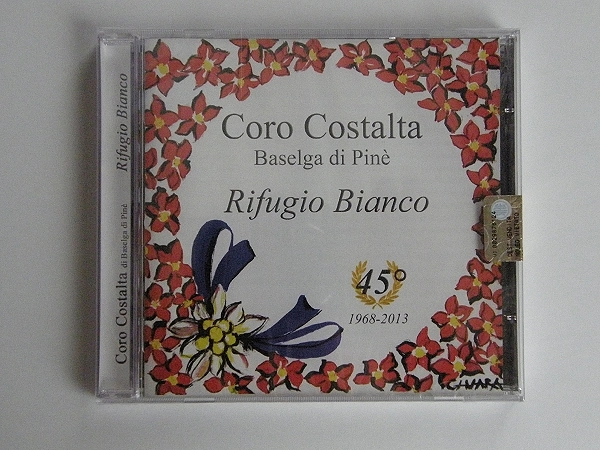 Coro Costalta
Baselga di Pinè
Rifugio Bianco
45°
1968-2013
Coro Costalta di Baselga di Pinè Rifugio Bianco